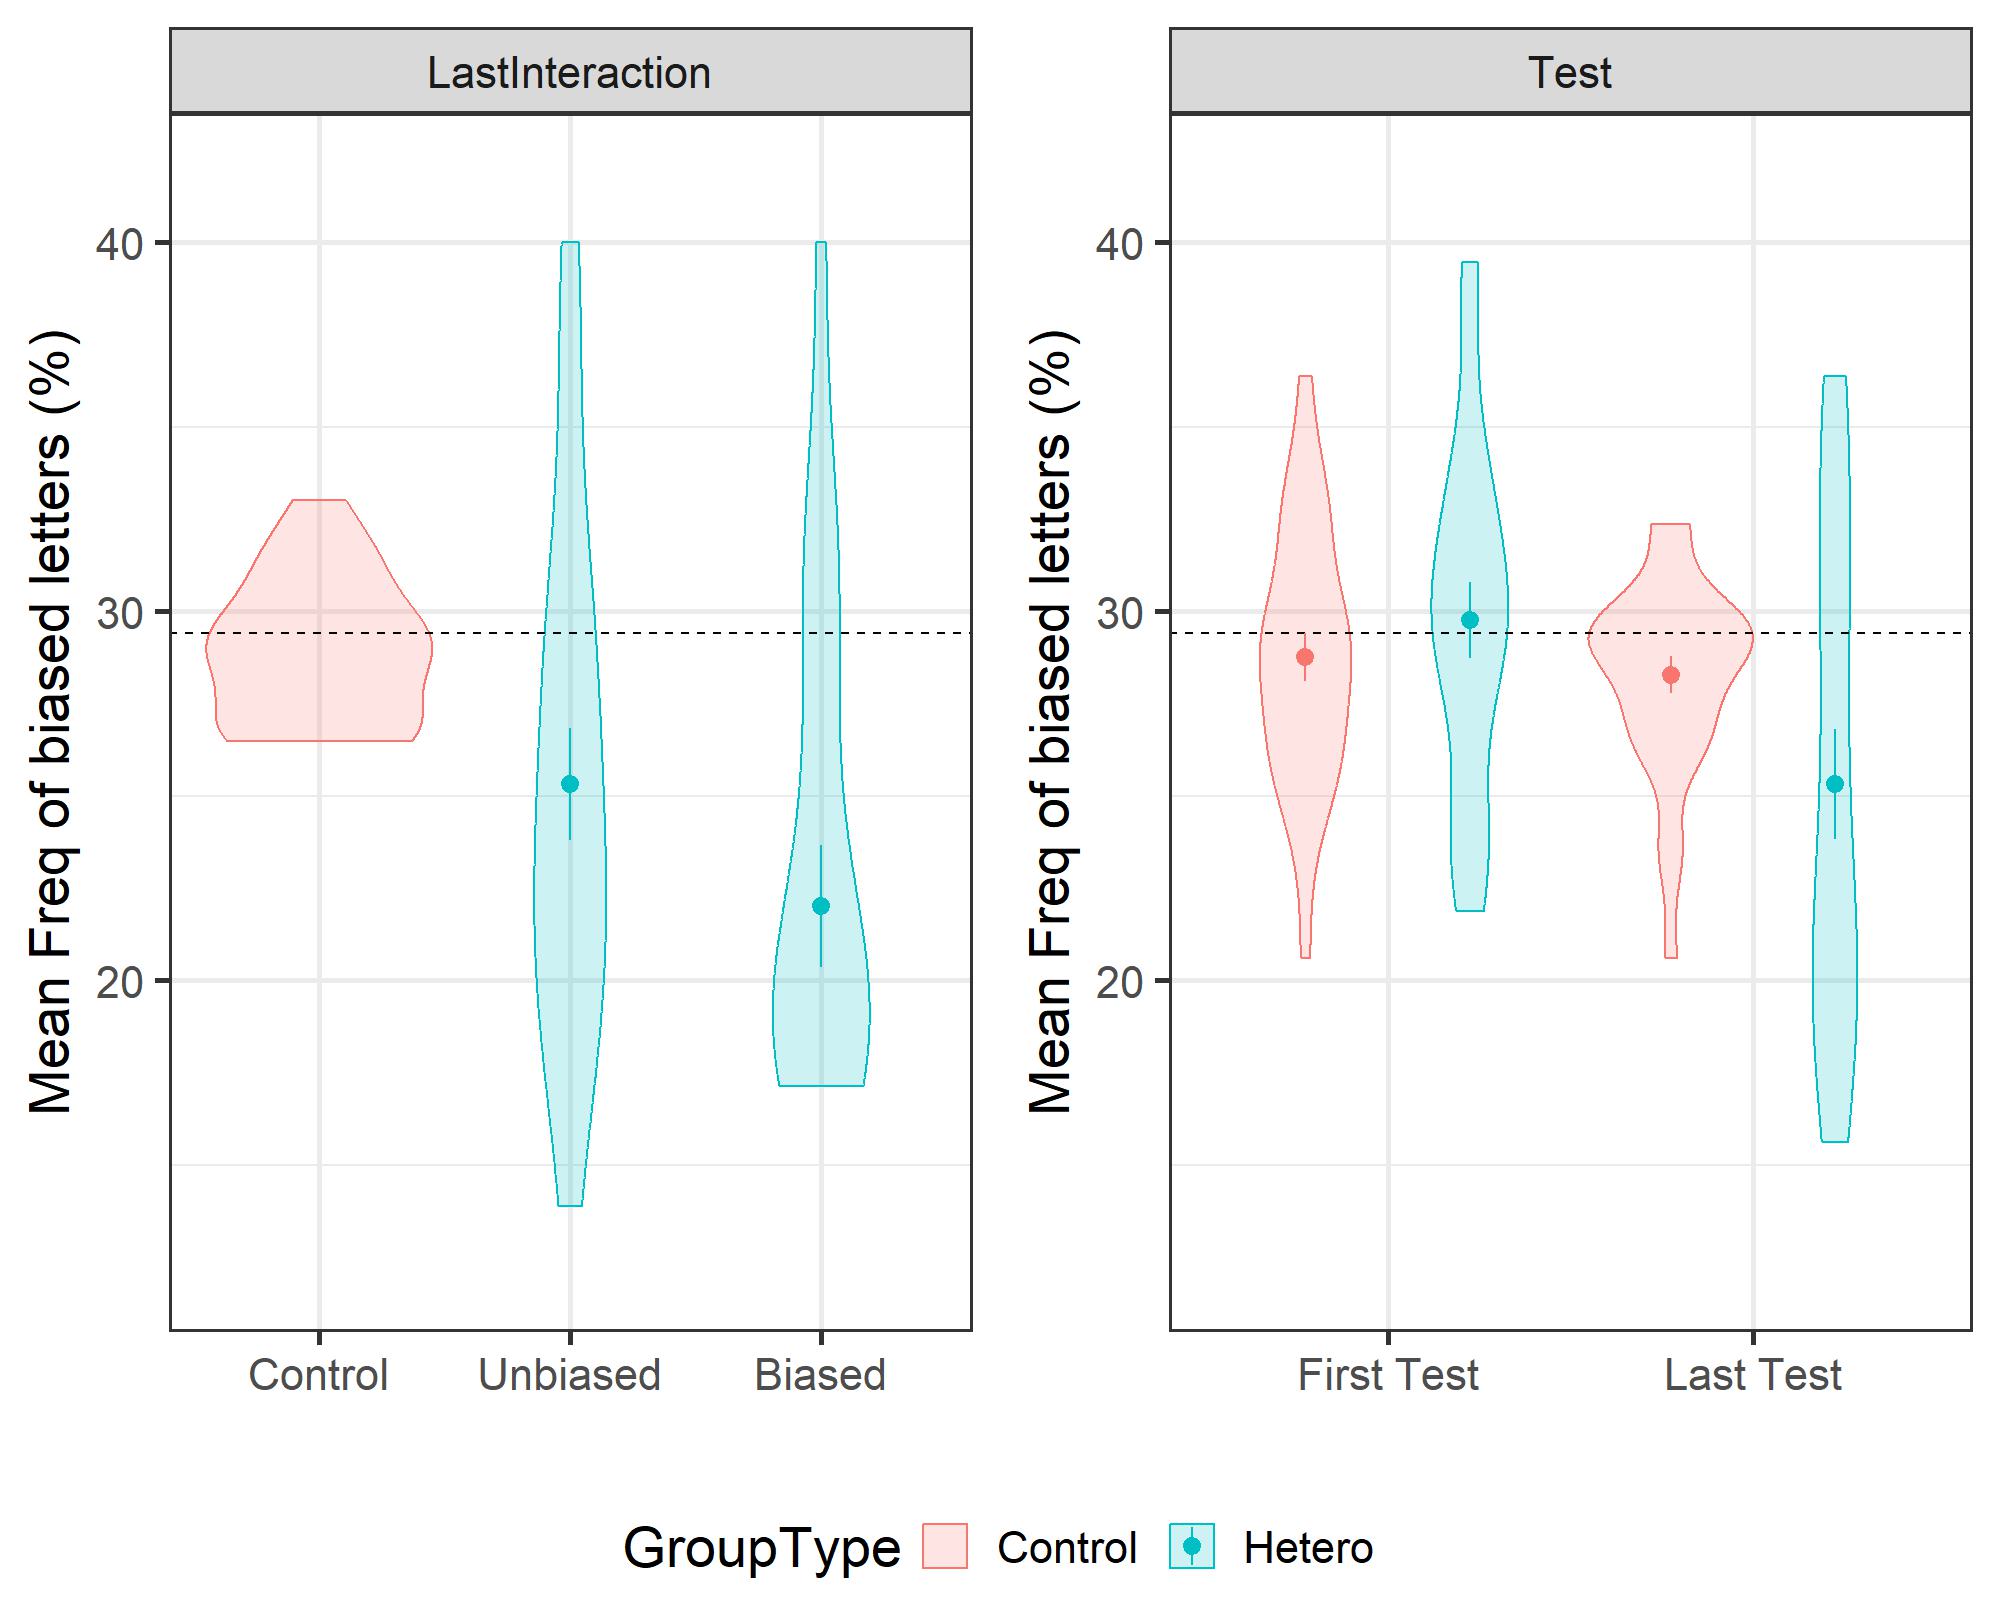 LastInteraction
Mean Freq of biased letters (%)
40
30
20
Control Unbiased Biased
Test
Mean Freq of biased letters (%)
40
30
20
First Test Last Test
GroupType Control Hetero